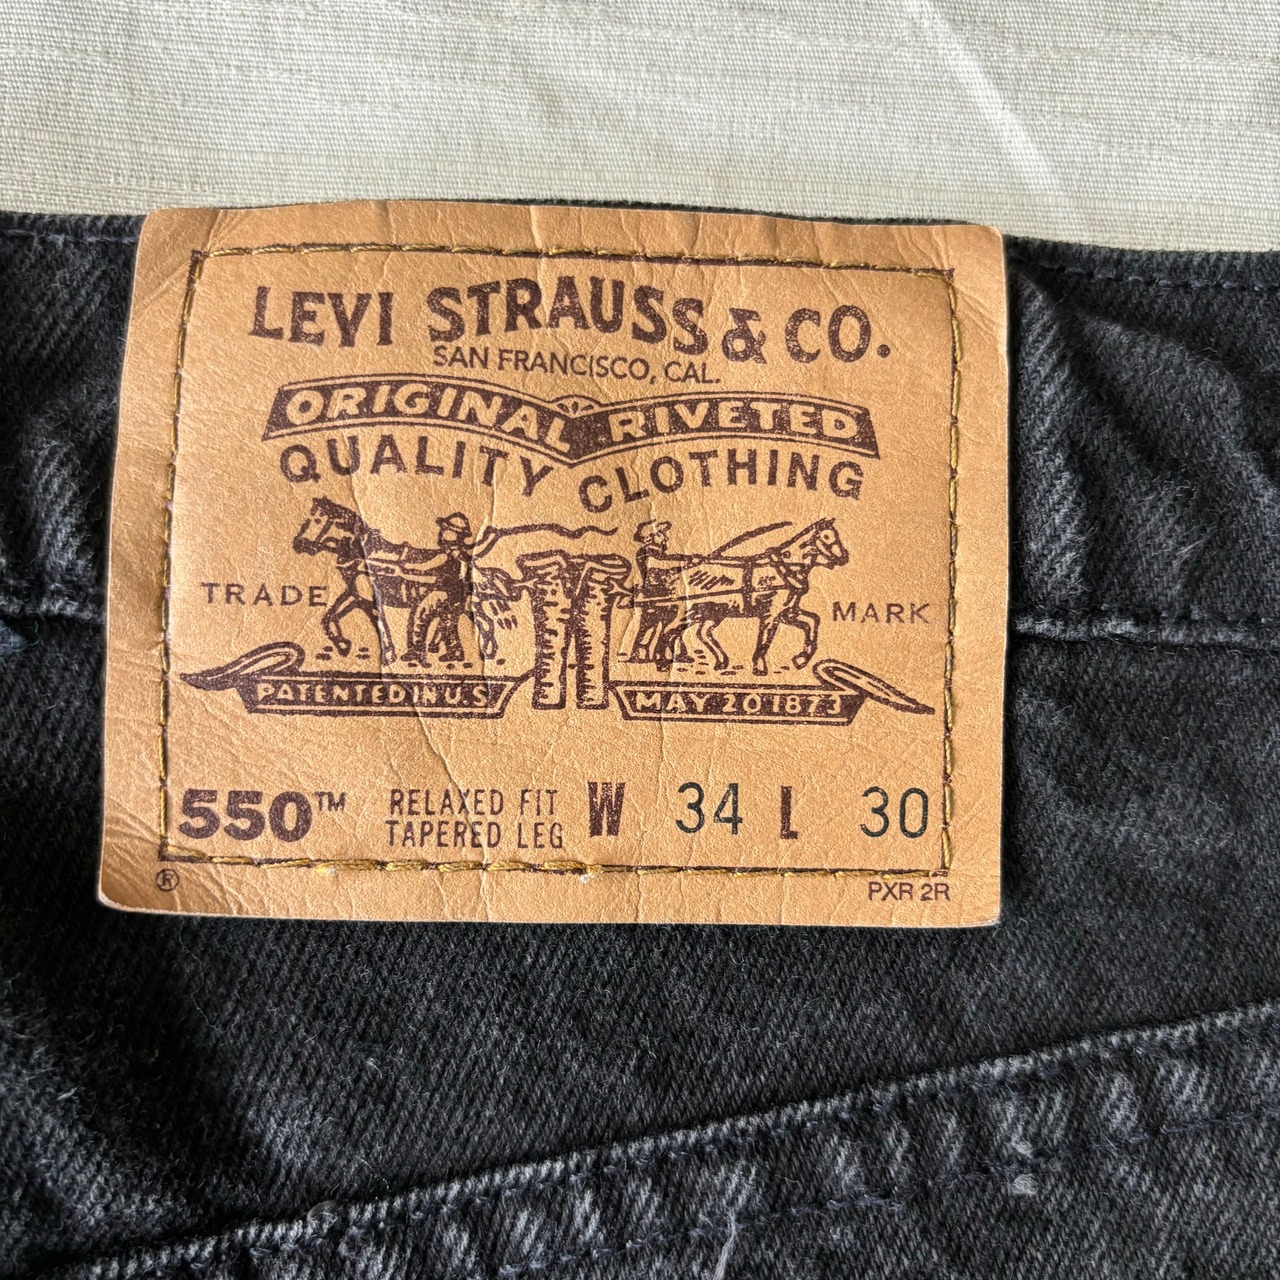 LEVI STRAUSS & CO.
SAN FRANCISCO, CAL.
ORIGINAL RIVETED
QUALITY CLOTHING
TRADE MARK
PATENTED IN U.S. MAY 20 1873
550™ RELAXED FIT W 34 L 30
TAPERED LEG
® PXR 2R